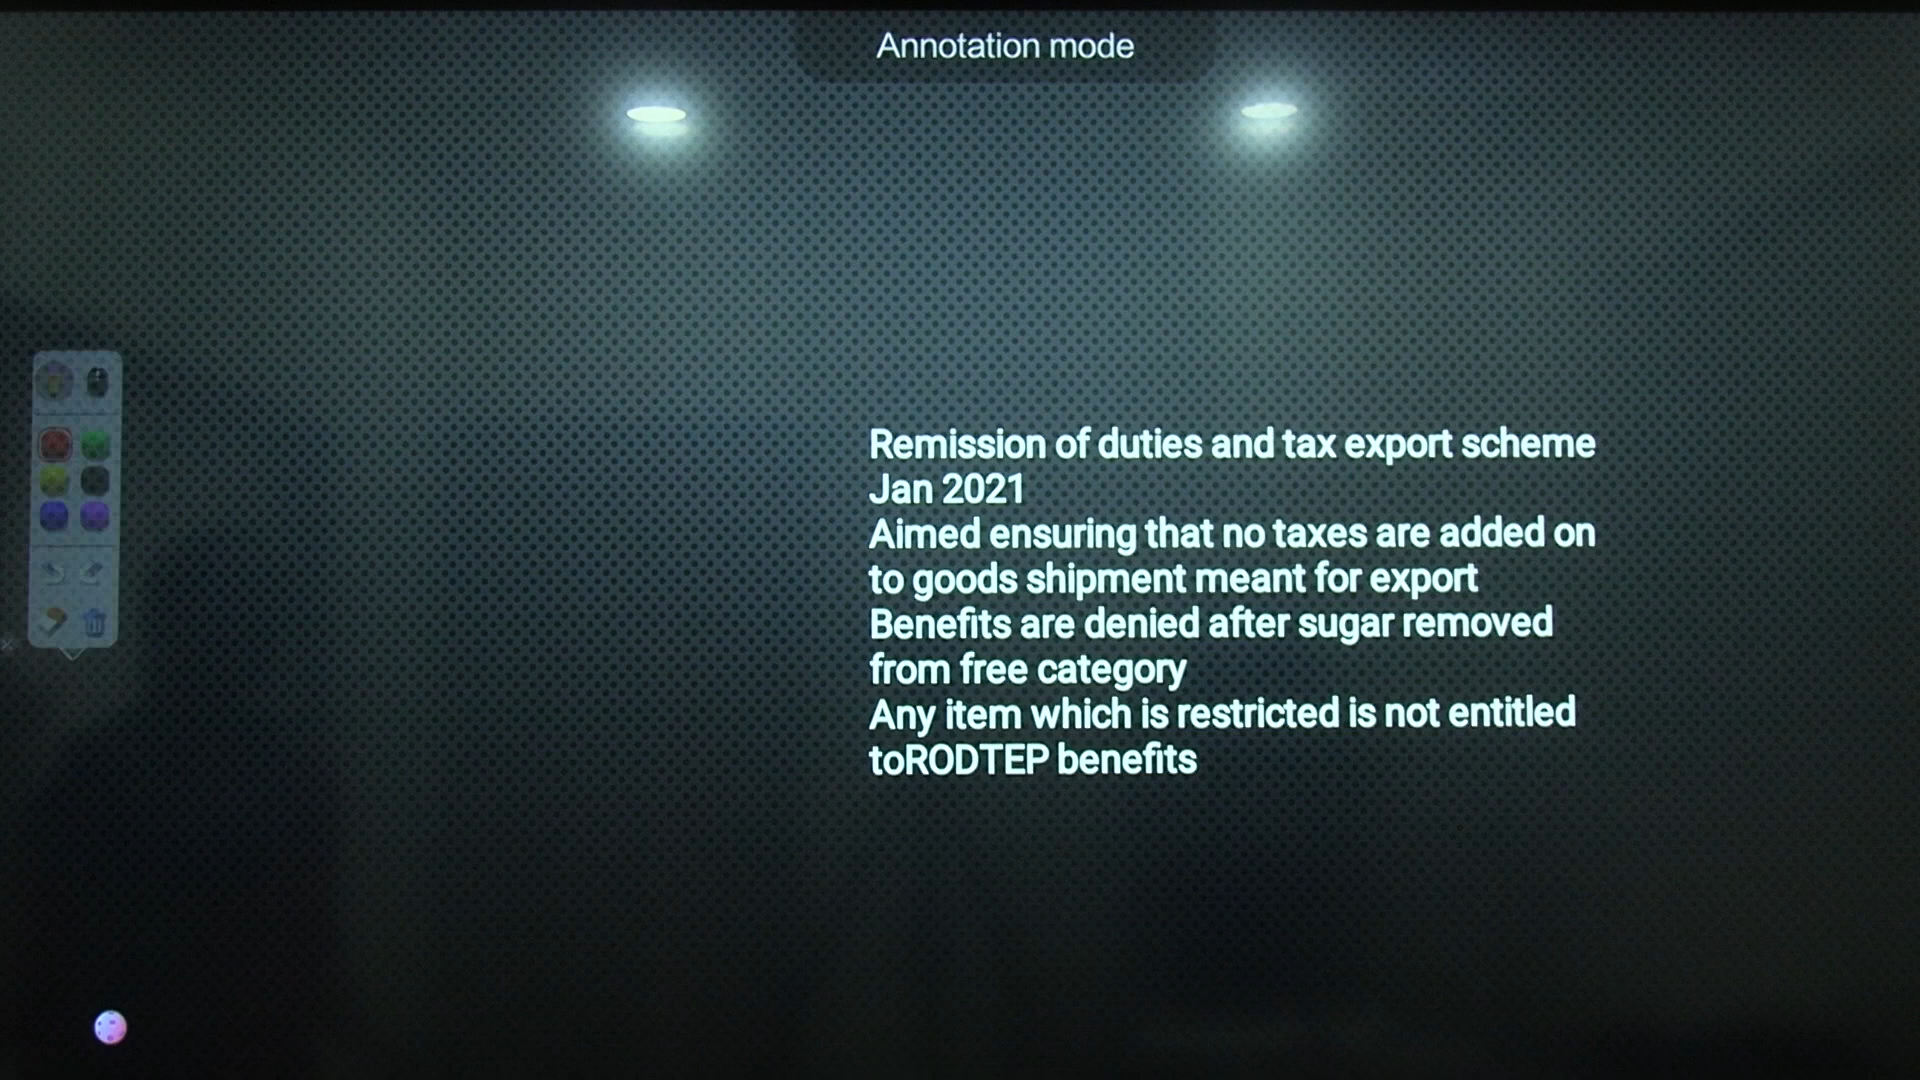 Annotation mode
Remission of duties and tax export scheme
Jan 2021
Aimed ensuring that no taxes are added on
to goods shipment meant for export
Benefits are denied after sugar removed
from free category
Any item which is restricted is not entitled
toRODTEP benefits